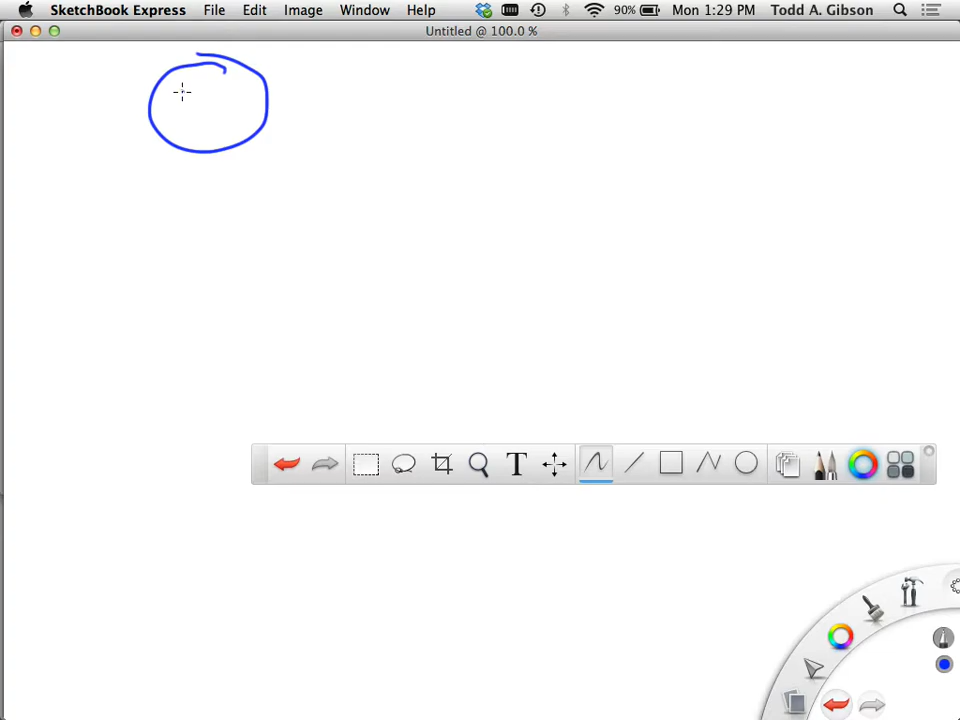 SketchBook Express File Edit Image Window Help 90% Mon 1:29 PM Todd A. Gibson
Untitled @ 100.0 %
T